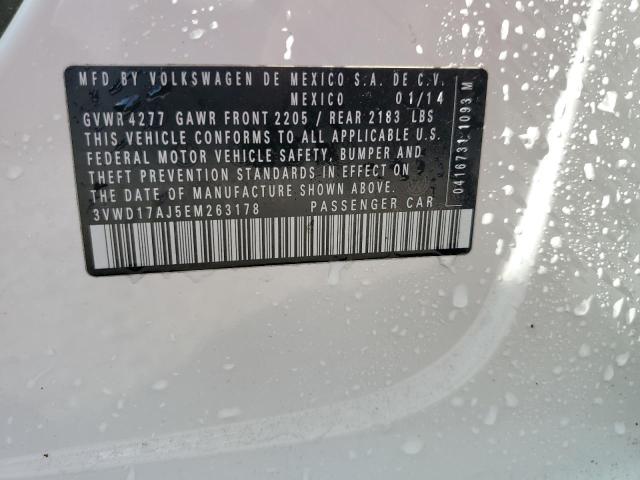 MFD BY VOLKSWAGEN DE MEXICO S.A. DE C.V.
MEXICO 01/14
GVWR 4277 GAWR FRONT 2205 / REAR 2183 LBS
THIS VEHICLE CONFORMS TO ALL APPLICABLE U.S.
FEDERAL MOTOR VEHICLE SAFETY, BUMPER AND
THEFT PREVENTION STANDARDS IN EFFECT ON
THE DATE OF MANUFACTURE SHOWN ABOVE.
3VWD17AJ5EM263178 PASSENGER CAR
0416731 1093 M